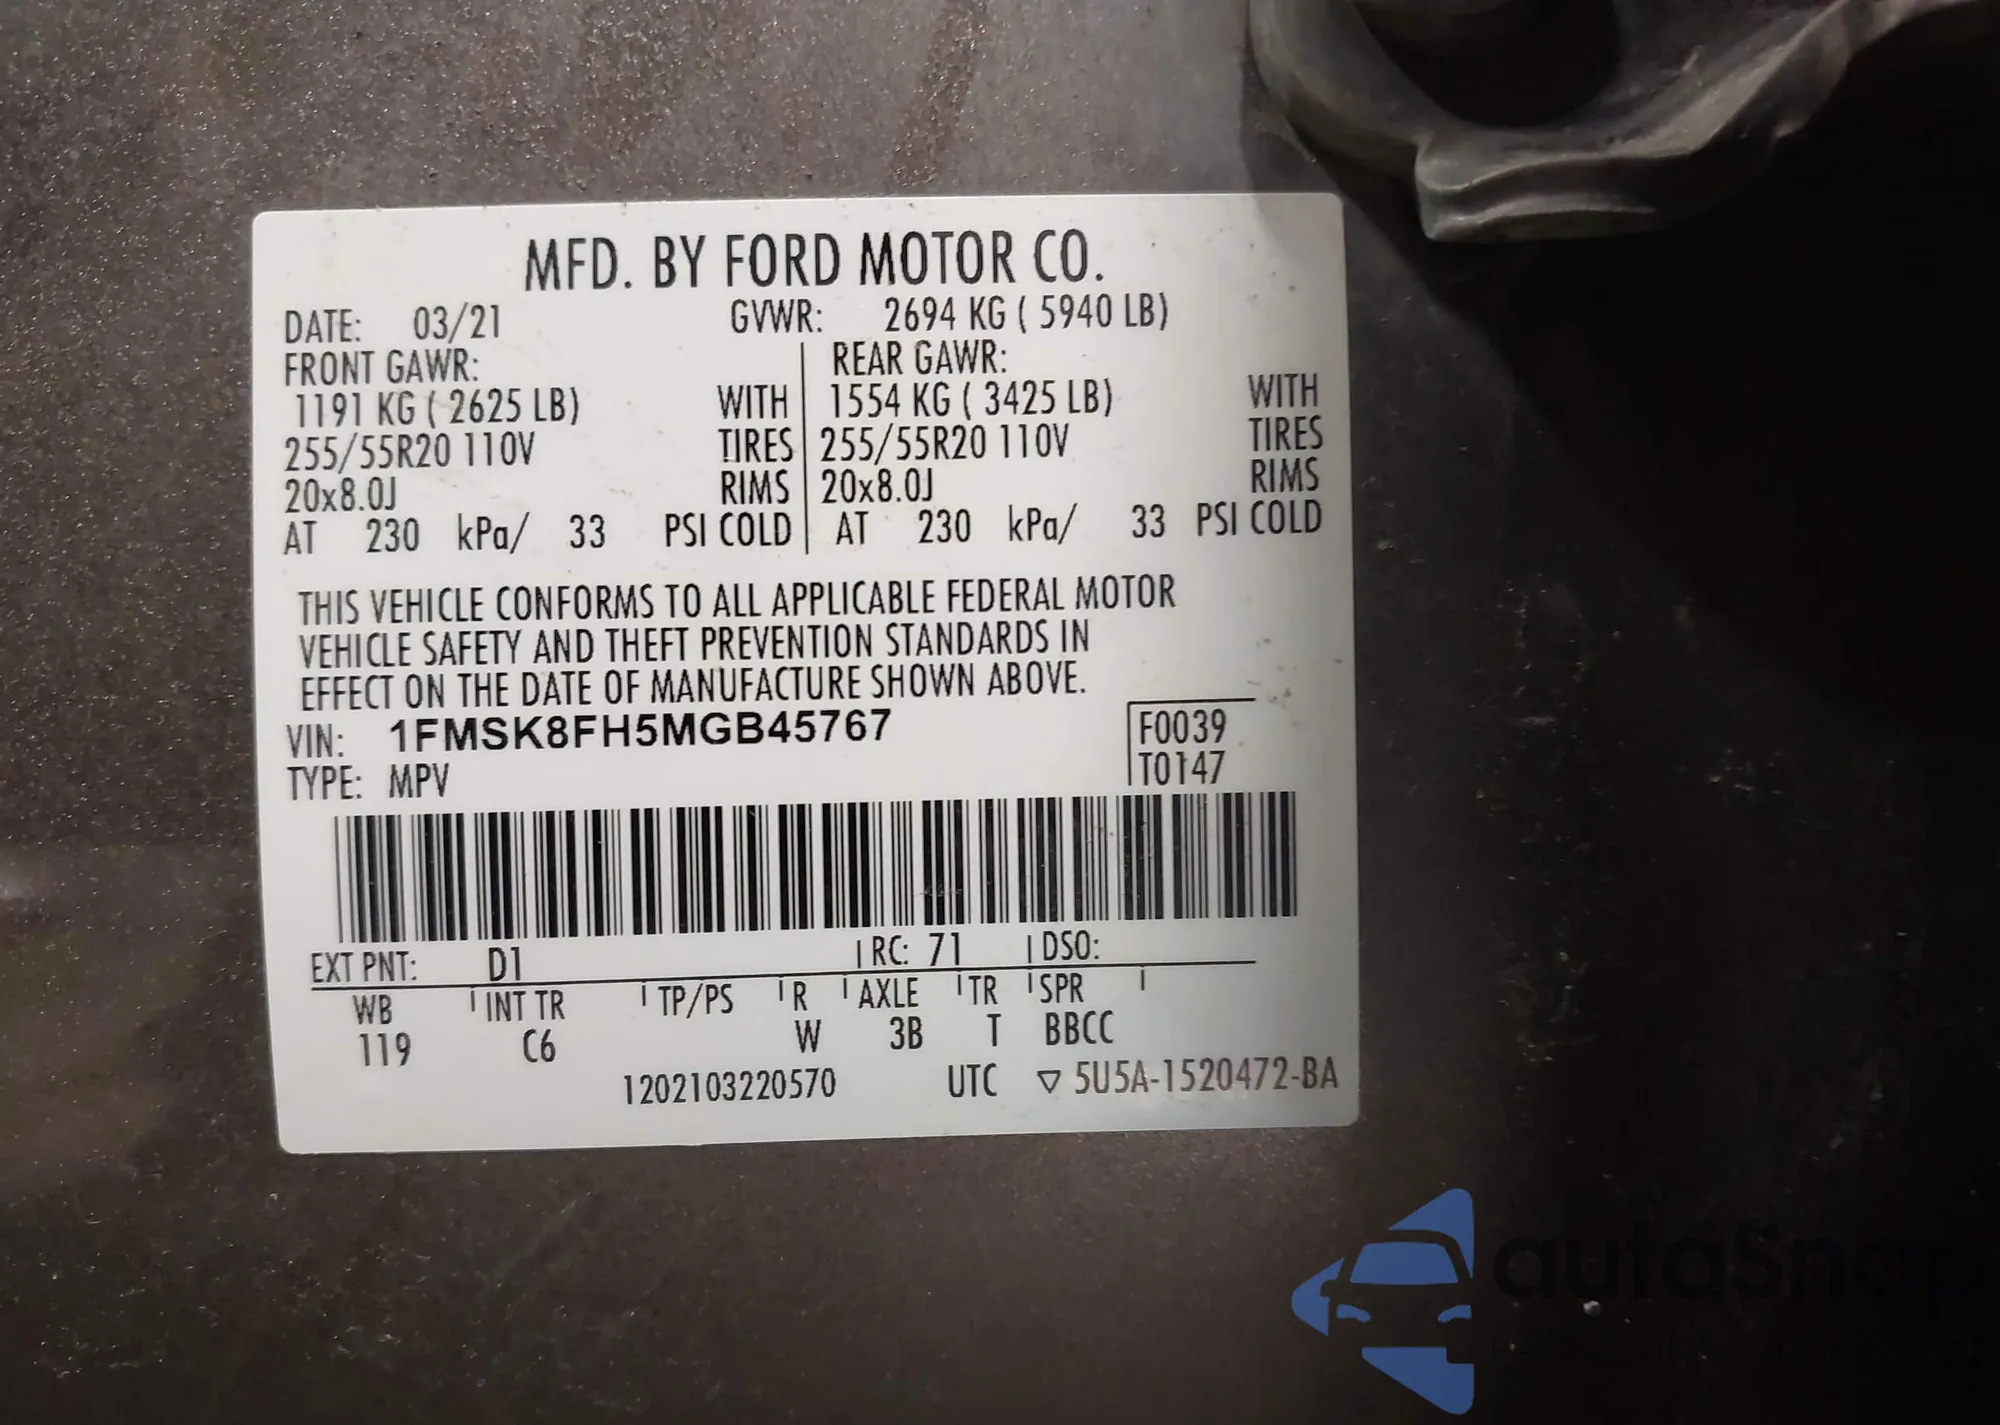 MFD. BY FORD MOTOR CO.
DATE: 03/21 GVWR: 2694 KG ( 5940 LB)
FRONT GAWR: REAR GAWR:
1191 KG ( 2625 LB) WITH 1554 KG ( 3425 LB) WITH
255/55R20 110V TIRES 255/55R20 110V TIRES
20x8.0J RIMS 20x8.0J RIMS
AT 230 kPa/ 33 PSI COLD AT 230 kPa/ 33 PSI COLD
THIS VEHICLE CONFORMS TO ALL APPLICABLE FEDERAL MOTOR
VEHICLE SAFETY AND THEFT PREVENTION STANDARDS IN
EFFECT ON THE DATE OF MANUFACTURE SHOWN ABOVE.
VIN: 1FMSK8FH5MGB45767 F0039
TYPE: MPV T0147
EXT PNT: D1 RC: 71 DSO:
WB INT TR TP/PS R AXLE TR SPR
119 C6 W 3B T BBCC
1202103220570 UTC ▽ 5U5A-1520472-BA
autoSnap